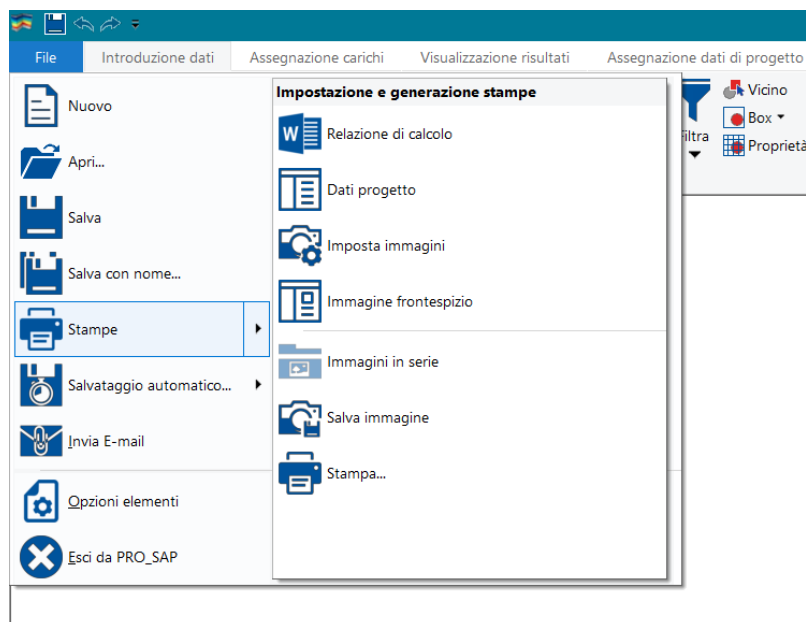 File
Introduzione dati
Assegnazione carichi
Visualizzazione risultati
Assegnazione dati di progetto
Nuovo
Apri...
Salva
Salva con nome...
Stampe
Salvataggio automatico...
Invia E-mail
Opzioni elementi
Esci da PRO_SAP
Impostazione e generazione stampe
W
Relazione di calcolo
Dati progetto
Imposta immagini
Immagine frontespizio
Immagini in serie
Salva immagine
Stampa...
Vicino
Box
Proprietà